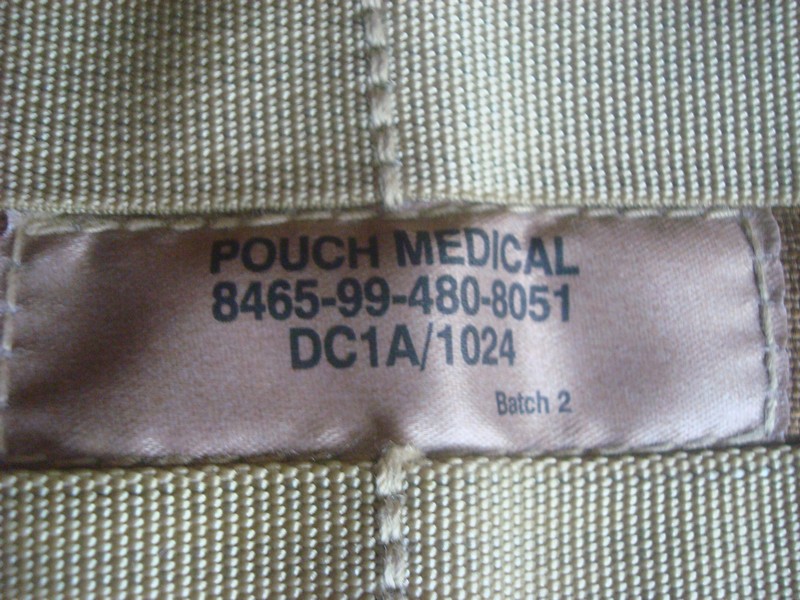 POUCH MEDICAL
8465-99-480-8051
DC1A/1024
Batch 2